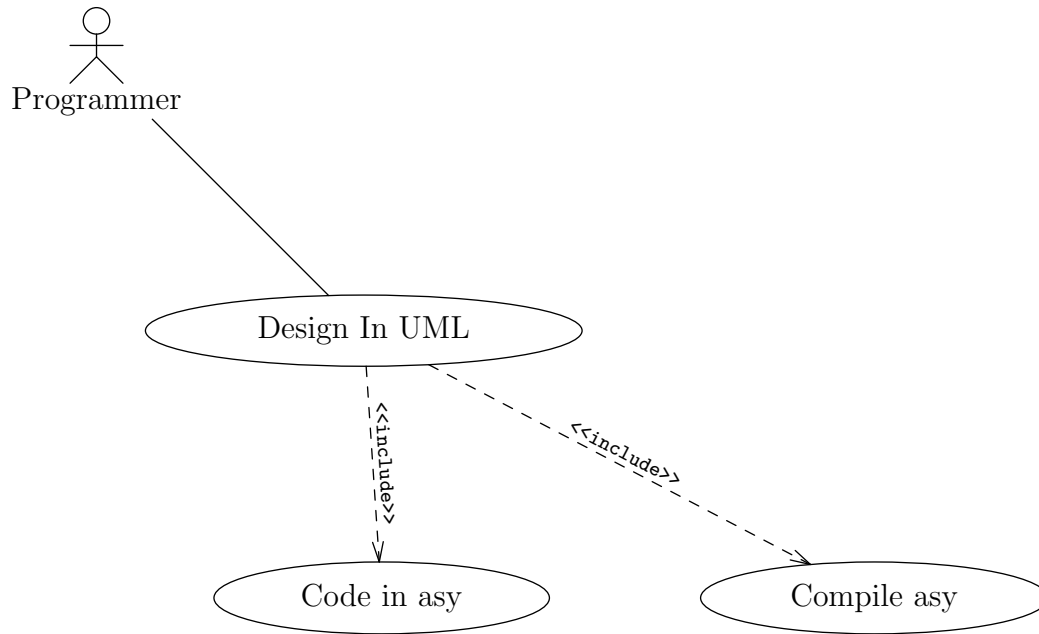 Programmer
Design In UML
<<include>>
<<include>>
Code in asy
Compile asy